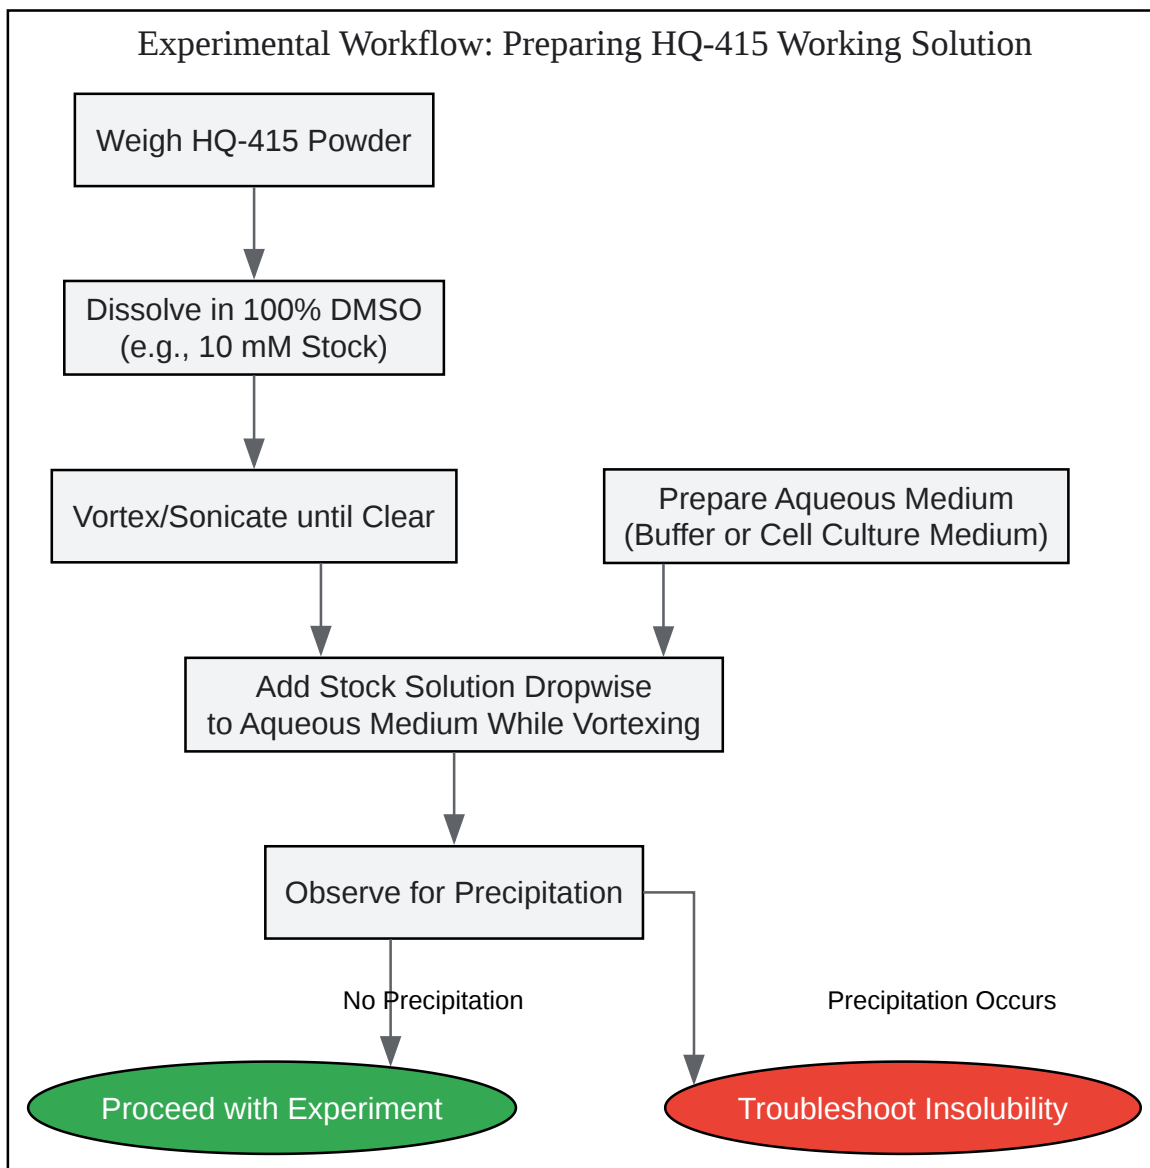 Experimental Workflow: Preparing HQ-415 Working Solution
Weigh HQ-415 Powder
Dissolve in 100% DMSO
(e.g., 10 mM Stock)
Vortex/Sonicate until Clear
Prepare Aqueous Medium
(Buffer or Cell Culture Medium)
Add Stock Solution Dropwise
to Aqueous Medium While Vortexing
Observe for Precipitation
No Precipitation
Precipitation Occurs
Proceed with Experiment
Troubleshoot Insolubility